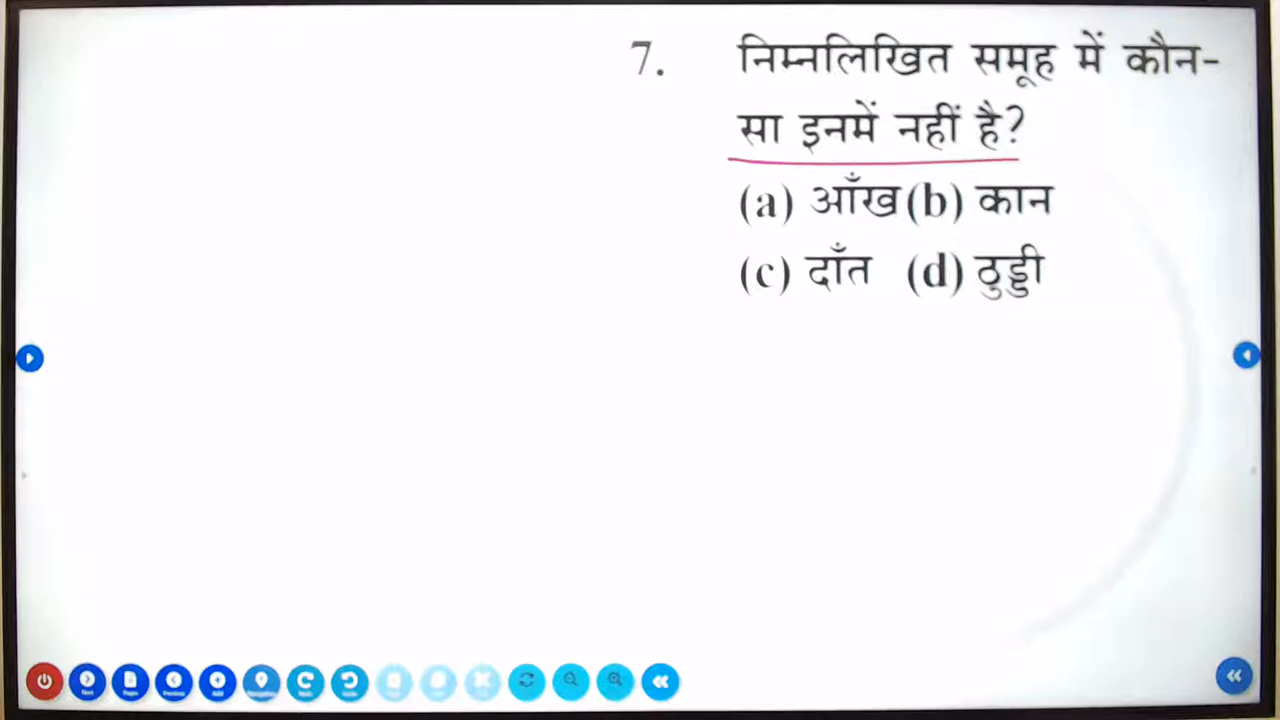 7. निम्नलिखित समूह में कौन-
सा इनमें नहीं है?
(a) आँख (b) कान
(c) दाँत (d) ठुड्डी